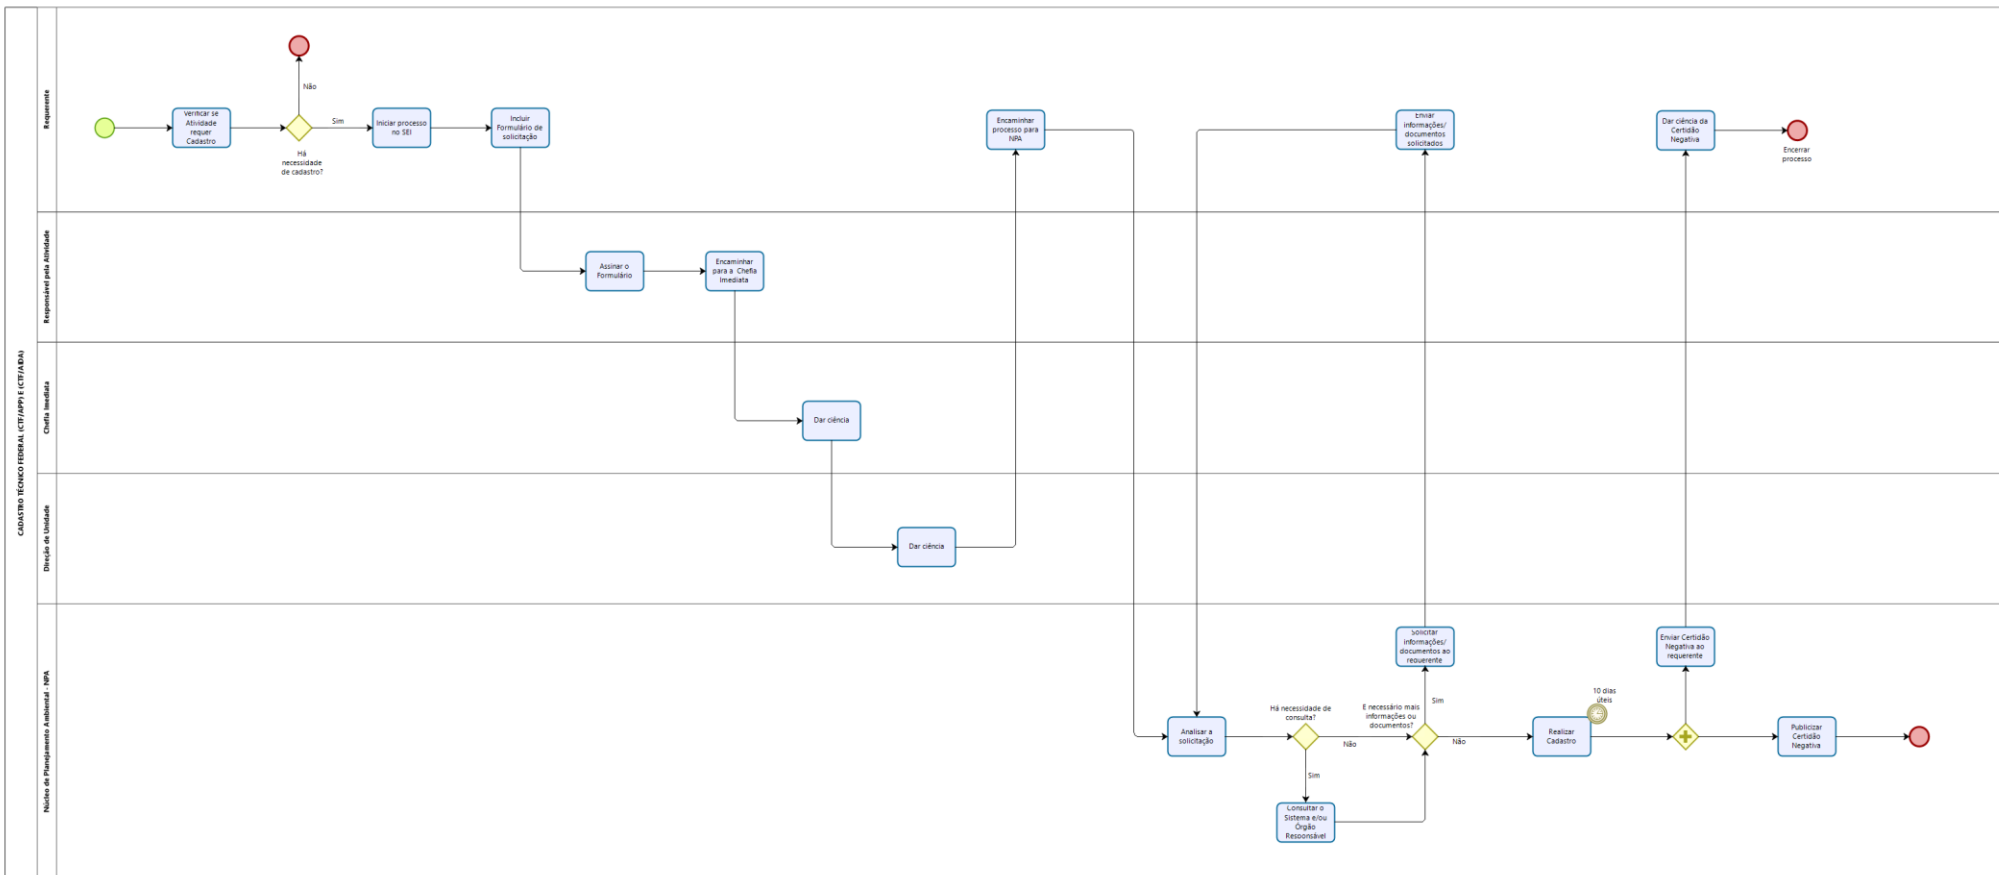 CADASTRO TÉCNICO FEDERAL (CTF/APP) E (CTF/AIDA)
Requerente
Verificar se
Atividade
requer
Cadastro
Há
necessidade
de cadastro?
Não
Sim
Iniciar processo
no SEI
Incluir
Formulário de
solicitação
Encaminhar
processo para
NPA
Enviar
informações/
documentos
solicitados
Dar ciência da
Certidão
Negativa
Encerrar
processo
Responsável pela Atividade
Assinar o
Formulário
Encaminhar
para a Chefia
Imediata
Chefia Imediata
Dar ciência
Direção de Unidade
Dar ciência
Núcleo de Planejamento Ambiental - NPA
Analisar a
solicitação
Há necessidade de
consulta?
Não
Sim
Consultar o
Sistema e/ou
Órgão
Responsável
E necessário mais
informações ou
documentos?
Sim
Não
Solicitar
informações/
documentos ao
requerente
Realizar
Cadastro
10 dias
úteis
Enviar Certidão
Negativa ao
requerente
Publicizar
Certidão
Negativa